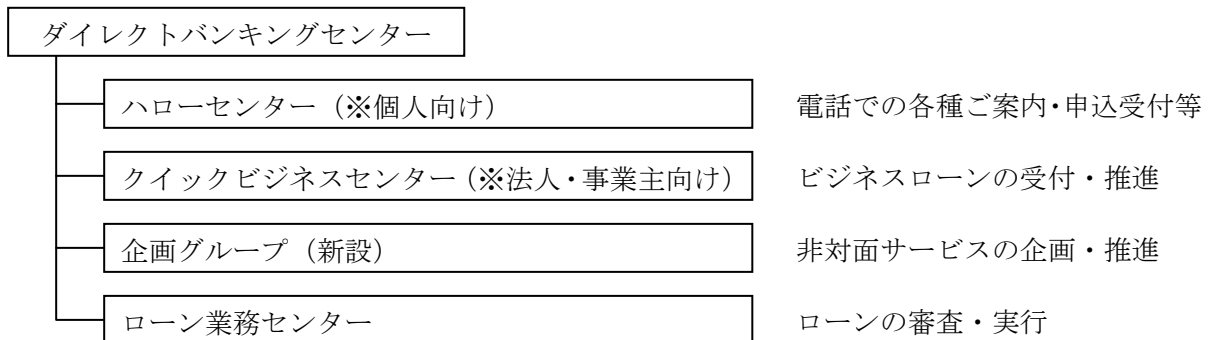 ダイレクトバンキングセンター
ハローセンター（※個人向け） 電話での各種ご案内・申込受付等
クイックビジネスセンター（※法人・事業主向け） ビジネスローンの受付・推進
企画グループ（新設） 非対面サービスの企画・推進
ローン業務センター ローンの審査・実行